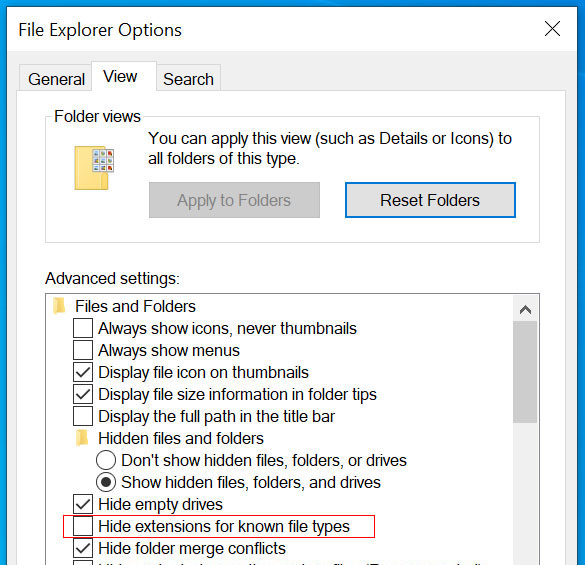 File Explorer Options
General
View
Search
Folder views
You can apply this view (such as Details or Icons) to
all folders of this type.
Apply to Folders
Reset Folders
Advanced settings:
Files and Folders
Always show icons, never thumbnails
Always show menus
Display file icon on thumbnails
Display file size information in folder tips
Display the full path in the title bar
Hidden files and folders
Don't show hidden files, folders, or drives
Show hidden files, folders, and drives
Hide empty drives
Hide extensions for known file types
Hide folder merge conflicts